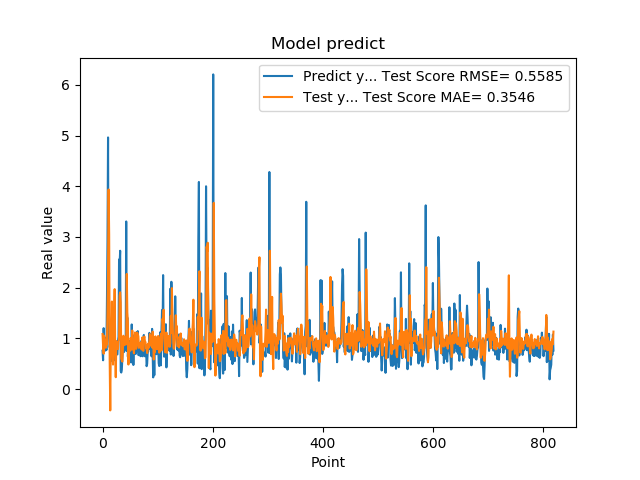 Model predict
Predict y... Test Score RMSE= 0.5585
Test y... Test Score MAE= 0.3546
Real value
6
5
4
3
2
1
0
0 200 400 600 800
Point